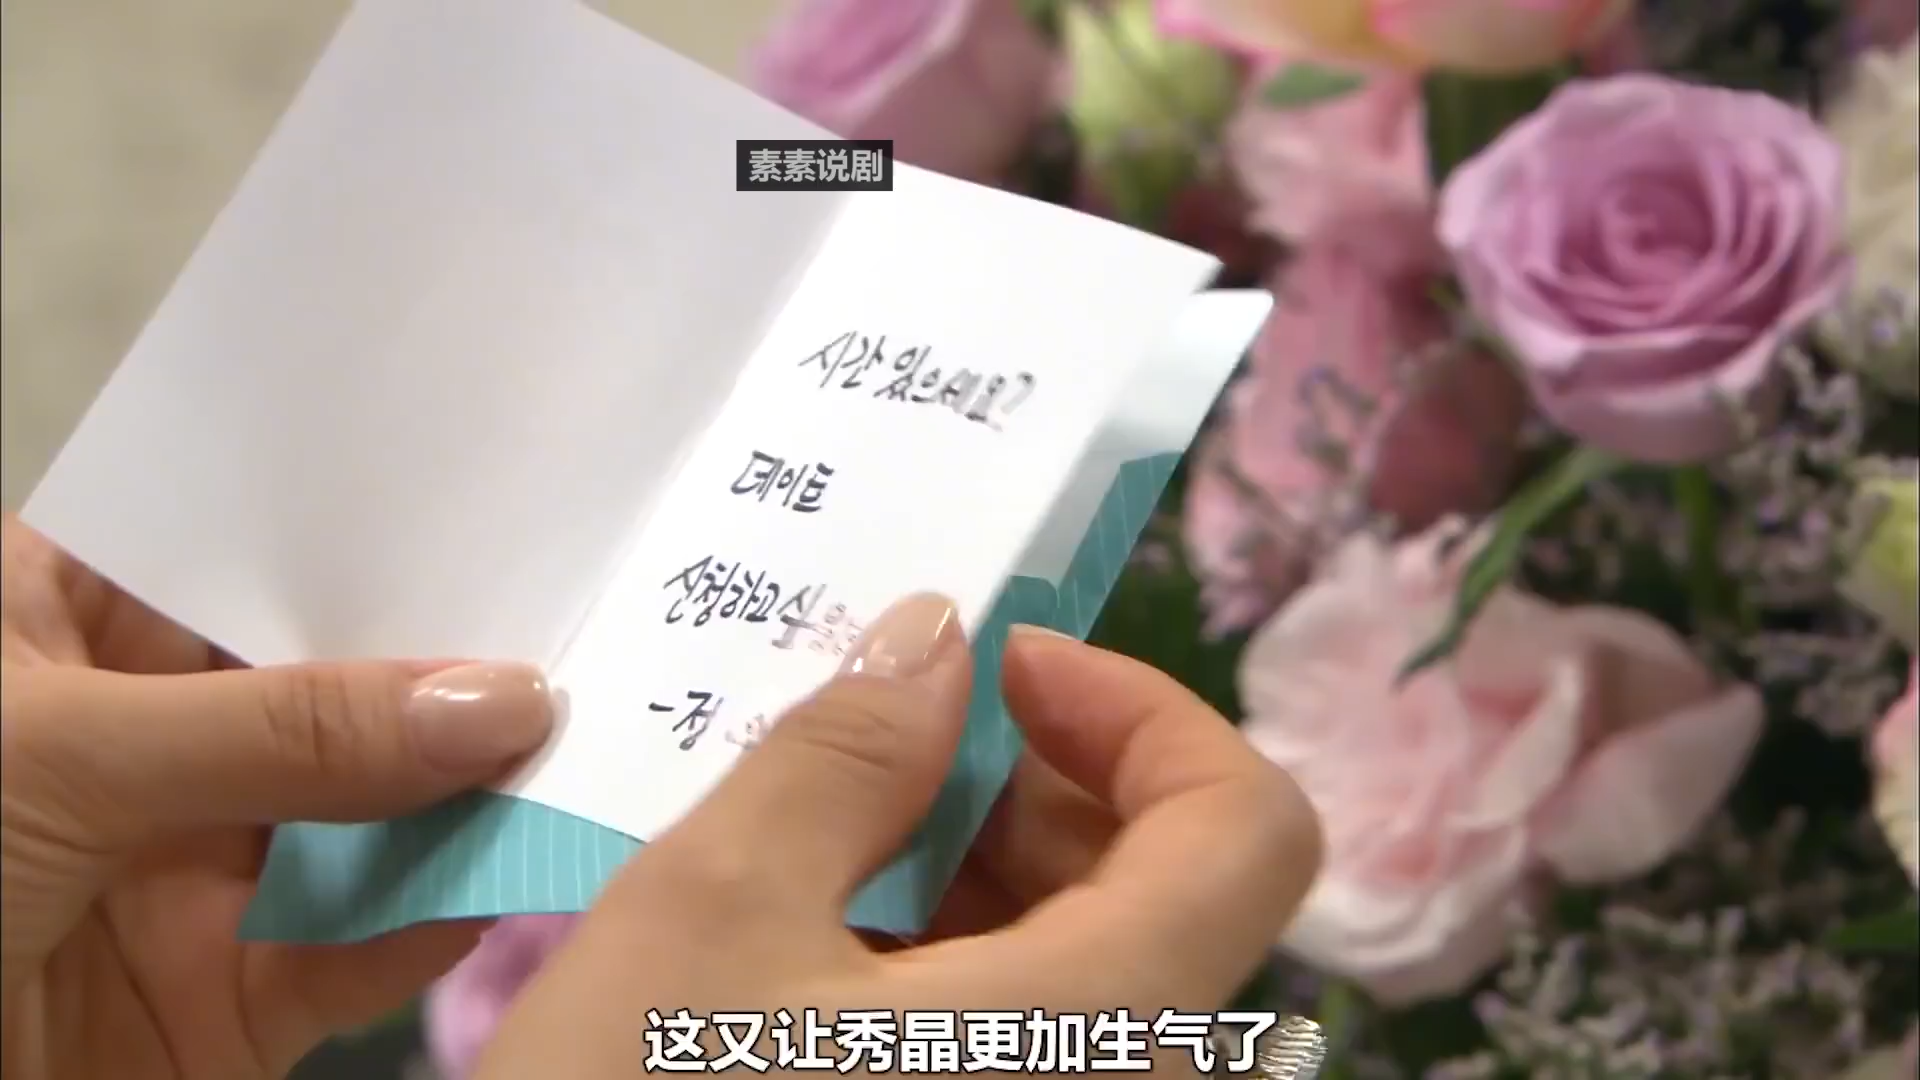 素素说剧
시간 있으세요?
데이트
신청하고 싶은
-정
这又让秀晶更加生气了